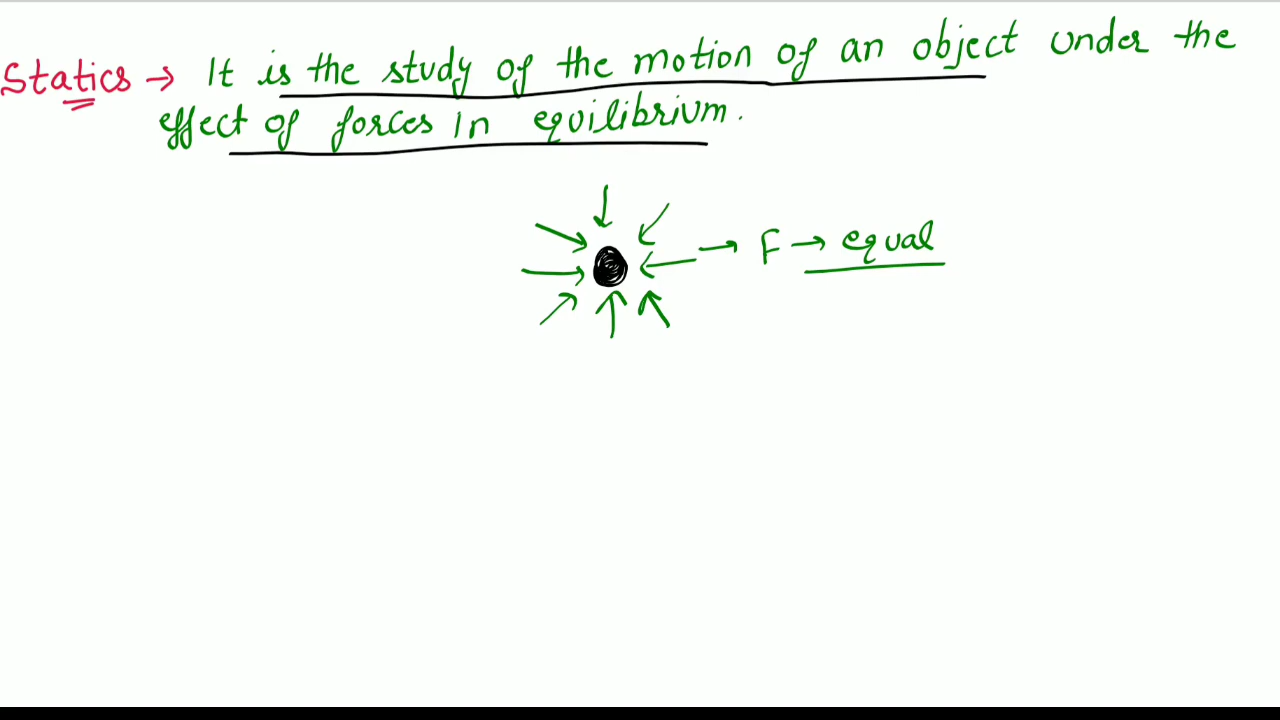 Statics → It is the study of the motion of an object under the
effect of forces in equilibrium.
→ F → equal